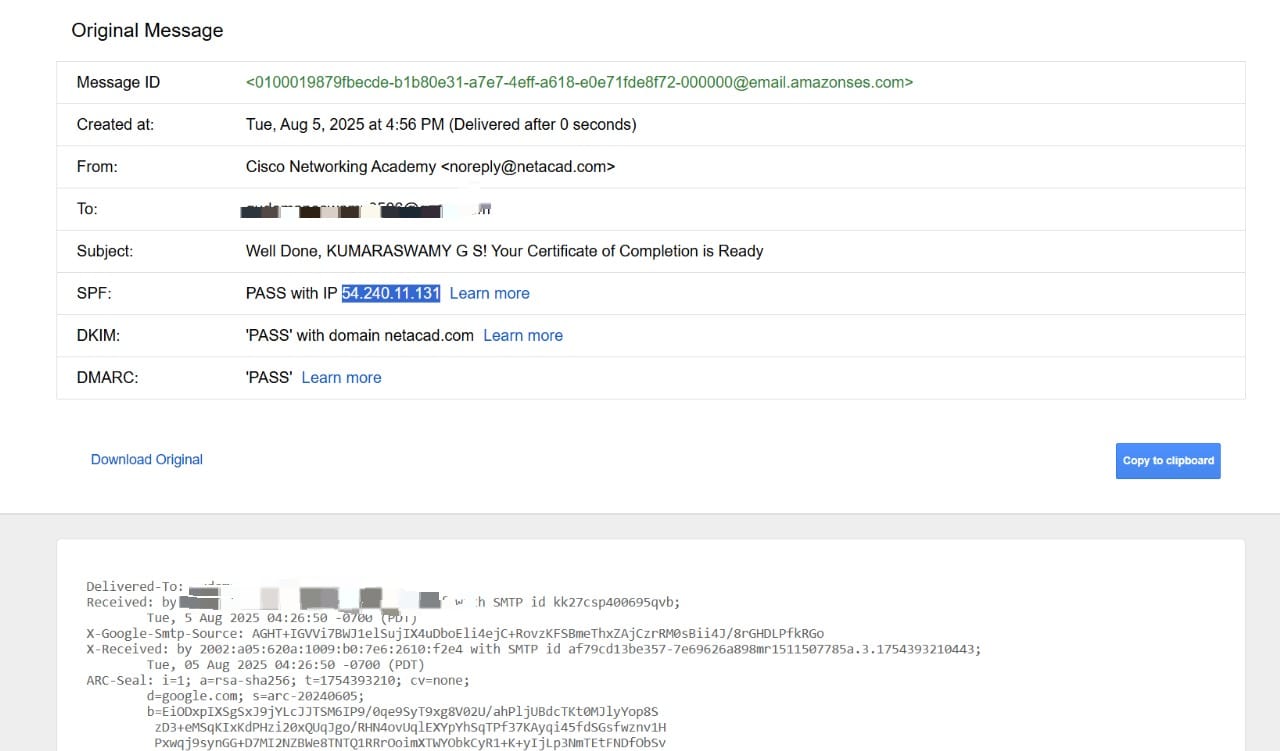 Original Message
Message ID <0100019879fbecde-b1b80e31-a7e7-4eff-a618-e0e71fde8f72-000000@email.amazonses.com>
Created at: Tue, Aug 5, 2025 at 4:56 PM (Delivered after 0 seconds)
From: Cisco Networking Academy <noreply@netacad.com>
To:
Subject: Well Done, KUMARASWAMY G S! Your Certificate of Completion is Ready
SPF: PASS with IP 54.240.11.131 Learn more
DKIM: 'PASS' with domain netacad.com Learn more
DMARC: 'PASS' Learn more
Download Original Copy to clipboard
Delivered-To:
Received: by with SMTP id kk27csp400695qvb;
Tue, 5 Aug 2025 04:26:50 -0700 (PDT)
X-Google-Smtp-Source: AGHT+IGVVi7BWJ1elSujIX4uDboEli4ejC+RovzKFSBmeThxZAjCzrRM0sBii4J/8rGHDLPfkRGo
X-Received: by 2002:a05:620a:1009:b0:7e6:2610:f2e4 with SMTP id af79cd13be357-7e69626a898mr1511507785a.3.1754393210443;
Tue, 05 Aug 2025 04:26:50 -0700 (PDT)
ARC-Seal: i=1; a=rsa-sha256; t=1754393210; cv=none;
d=google.com; s=arc-20240605;
b=EiODxpIXSgSxJ9jYLcJJTSM6IP9/0qe9SyT9xg8V02U/ahPljUBdcTKt0MJlyYop8S
zD3+eMSqKIxKdPHzi20xQUqJgo/RHN4ovUqlEXYpYhSqTPf37KAyqi45fdSGsfwznv1H
Pxwqj9synGG+D7MI2NZBWe8TNTQ1RRrOoimXTWYObkCyR1+K+yIjLp3NmTEtFNDfObSv